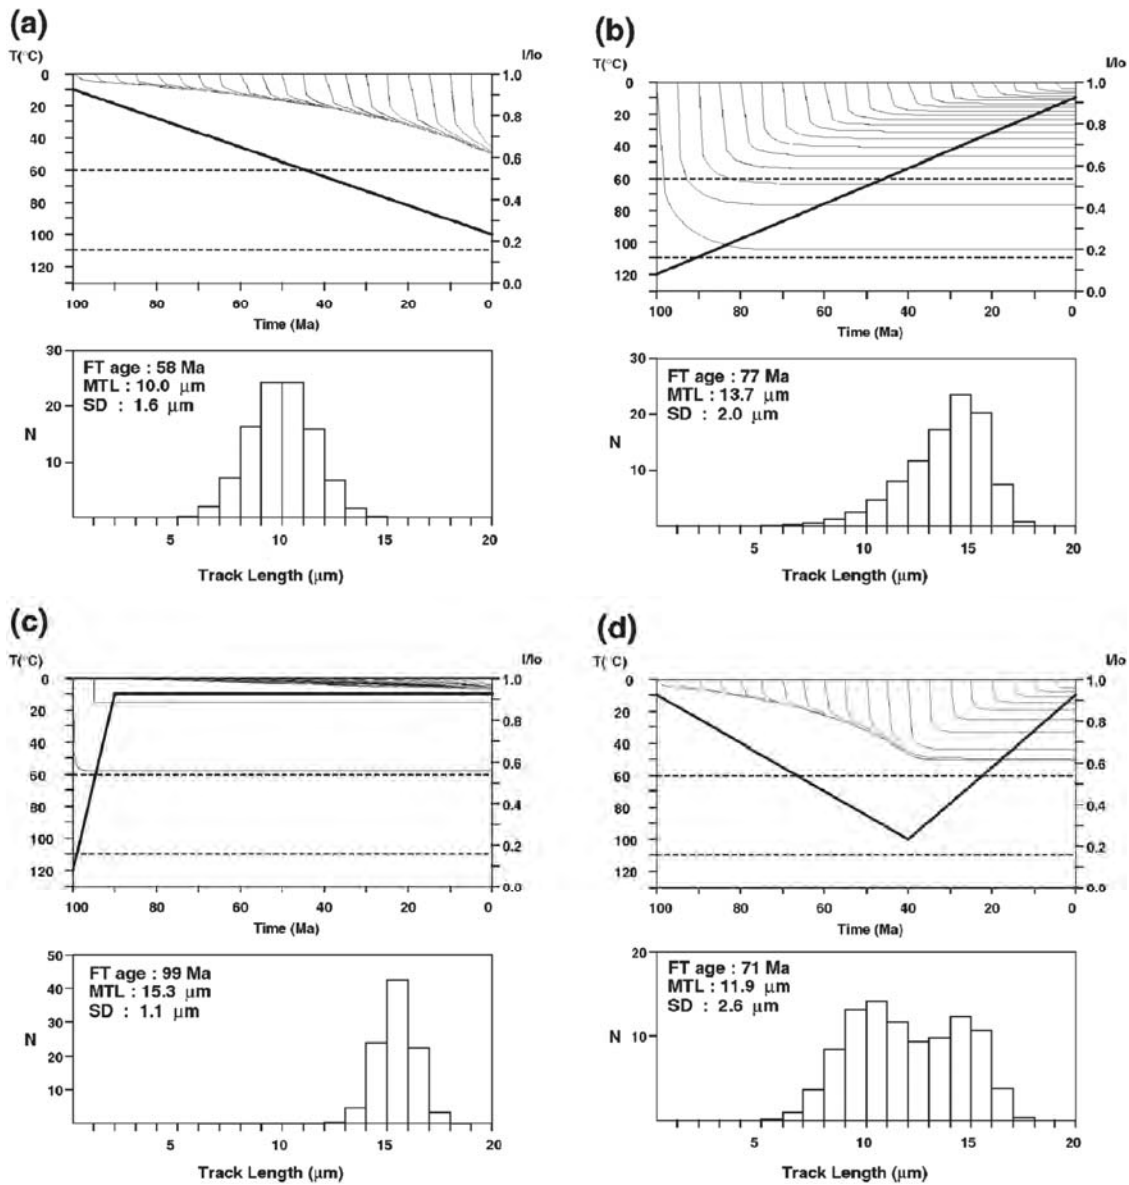 (a)
T(°C)
l/lo
0
20
40
60
80
100
120
1.0
0.8
0.6
0.4
0.2
0.0
100
80
60
40
20
0
Time (Ma)
30
20
10
N
FT age : 58 Ma
MTL : 10.0 μm
SD : 1.6 μm
5
10
15
20
Track Length (μm)
(b)
T(°C)
l/lo
0
20
40
60
80
100
120
1.0
0.8
0.6
0.4
0.2
0.0
100
80
60
40
20
0
Time (Ma)
30
20
10
N
FT age : 77 Ma
MTL : 13.7 μm
SD : 2.0 μm
5
10
15
20
Track Length (μm)
(c)
T(°C)
l/lo
0
20
40
60
80
100
120
1.0
0.8
0.6
0.4
0.2
0.0
100
80
60
40
20
0
Time (Ma)
50
40
30
20
10
N
FT age : 99 Ma
MTL : 15.3 μm
SD : 1.1 μm
5
10
15
20
Track Length (μm)
(d)
T(°C)
l/lo
0
20
40
60
80
100
120
1.0
0.8
0.6
0.4
0.2
0.0
100
80
60
40
20
0
Time (Ma)
20
10
N
FT age : 71 Ma
MTL : 11.9 μm
SD : 2.6 μm
5
10
15
20
Track Length (μm)